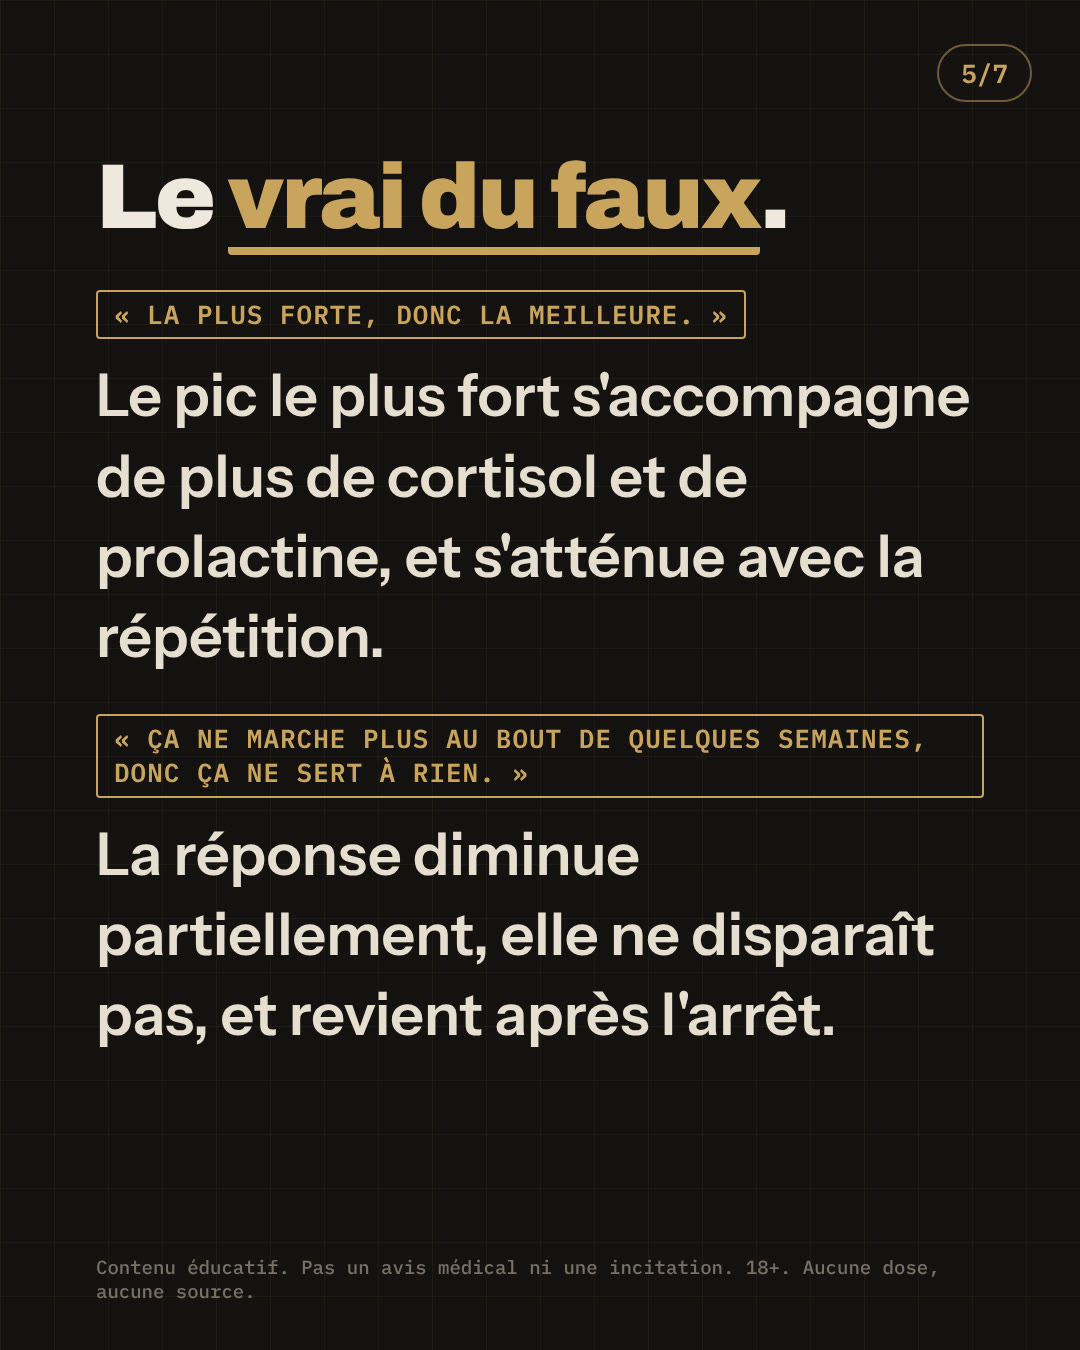 5/7
Le vrai du faux.
« LA PLUS FORTE, DONC LA MEILLEURE. »
Le pic le plus fort s'accompagne
de plus de cortisol et de
prolactine, et s'atténue avec la
répétition.
« ÇA NE MARCHE PLUS AU BOUT DE QUELQUES SEMAINES,
DONC ÇA NE SERT À RIEN. »
La réponse diminue
partiellement, elle ne disparaît
pas, et revient après l'arrêt.
Contenu éducatif. Pas un avis médical ni une incitation. 18+. Aucune dose,
aucune source.